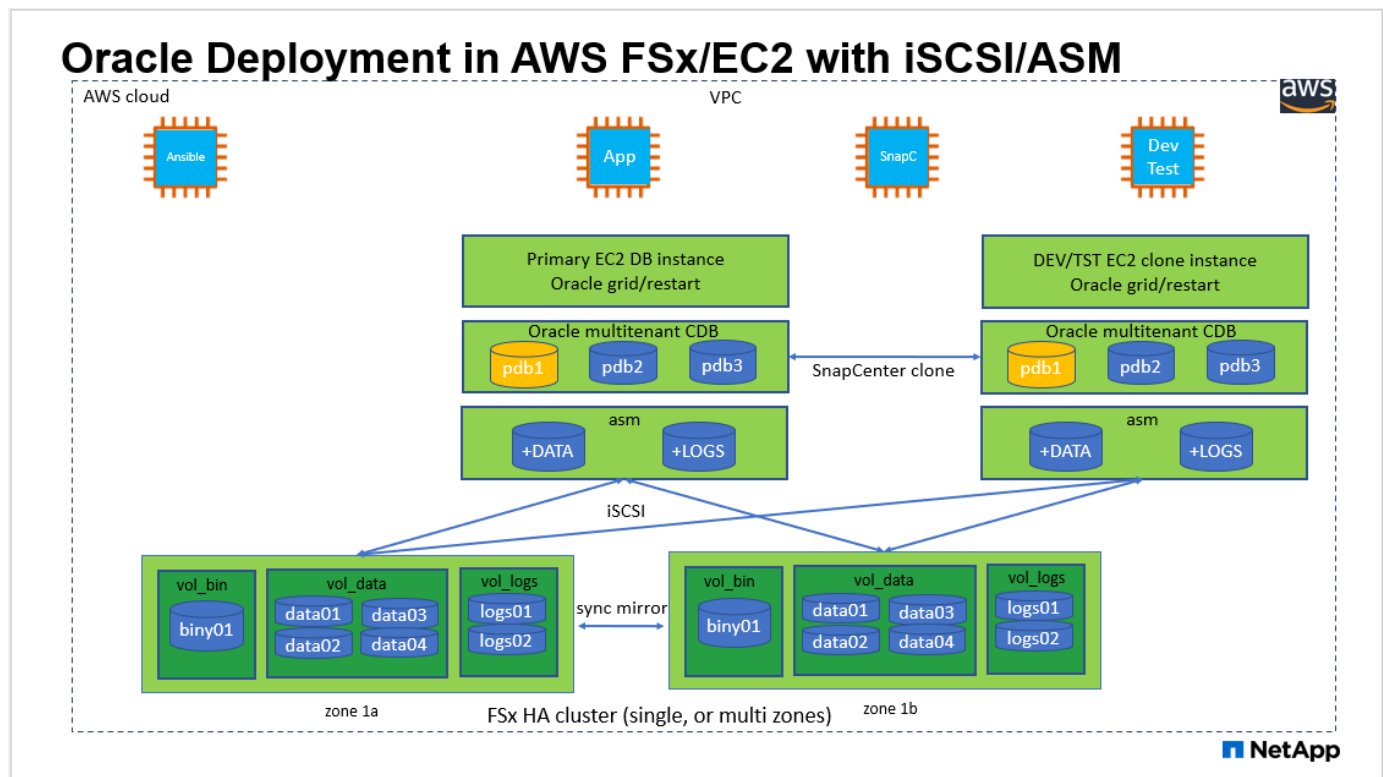 Oracle Deployment in AWS FSx/EC2 with iSCSI/ASM
AWS cloud
VPC
aws
Ansible
App
SnapC
Dev
Test
Primary EC2 DB instance
Oracle grid/restart
DEV/TST EC2 clone instance
Oracle grid/restart
Oracle multitenant CDB
pdb1
pdb2
pdb3
SnapCenter clone
Oracle multitenant CDB
pdb1
pdb2
pdb3
asm
+DATA
+LOGS
asm
+DATA
+LOGS
iSCSI
vol_bin
biny01
vol_data
data01
data03
data02
data04
vol_logs
logs01
logs02
sync mirror
vol_bin
biny01
vol_data
data01
data03
data02
data04
vol_logs
logs01
logs02
zone 1a
FSx HA cluster (single, or multi zones)
zone 1b
NetApp